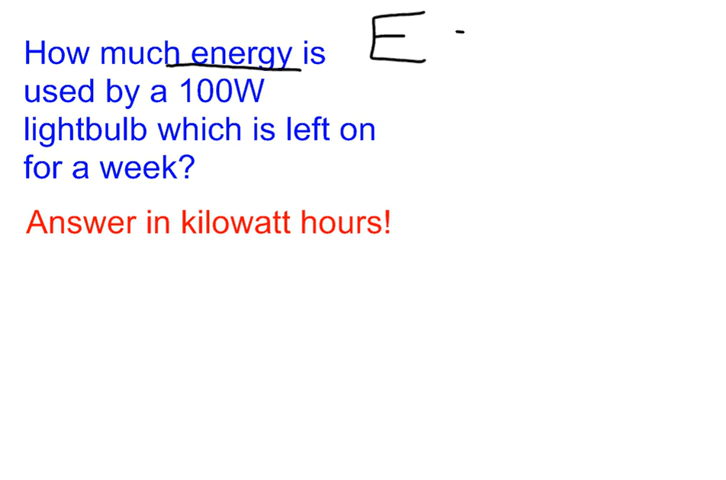 How much energy is
used by a 100W
lightbulb which is left on
for a week?
Answer in kilowatt hours!
E -